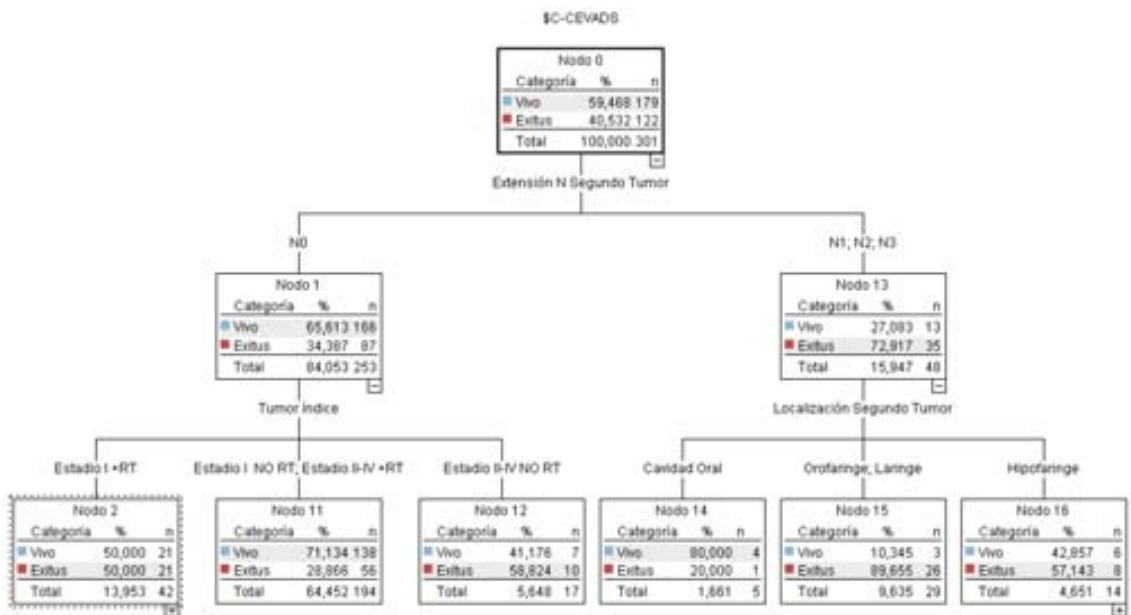 $C-CEVADS
Nodo 0
Categoría % n
Vivo 59,468 179
Exitus 40,532 122
Total 100,000 301
Extensión N Segundo Tumor
N0
N1; N2; N3
Nodo 1
Categoría % n
Vivo 65,613 166
Exitus 34,387 87
Total 84,053 253
Nodo 13
Categoría % n
Vivo 27,083 13
Exitus 72,917 35
Total 15,947 48
Tumor índice
Localización Segundo Tumor
Estadio I +RT
Estadio I NO RT; Estadio II-IV +RT
Estadio II-IV NO RT
Cavidad Oral
Orofaringe; Laringe
Hipofaringe
Nodo 2
Categoría % n
Vivo 50,000 21
Exitus 50,000 21
Total 13,953 42
Nodo 11
Categoría % n
Vivo 71,134 138
Exitus 28,866 56
Total 64,452 194
Nodo 12
Categoría % n
Vivo 41,176 7
Exitus 58,824 10
Total 5,648 17
Nodo 14
Categoría % n
Vivo 80,000 4
Exitus 20,000 1
Total 1,661 5
Nodo 15
Categoría % n
Vivo 10,345 3
Exitus 89,655 26
Total 9,635 29
Nodo 16
Categoría % n
Vivo 42,857 6
Exitus 57,143 8
Total 4,651 14